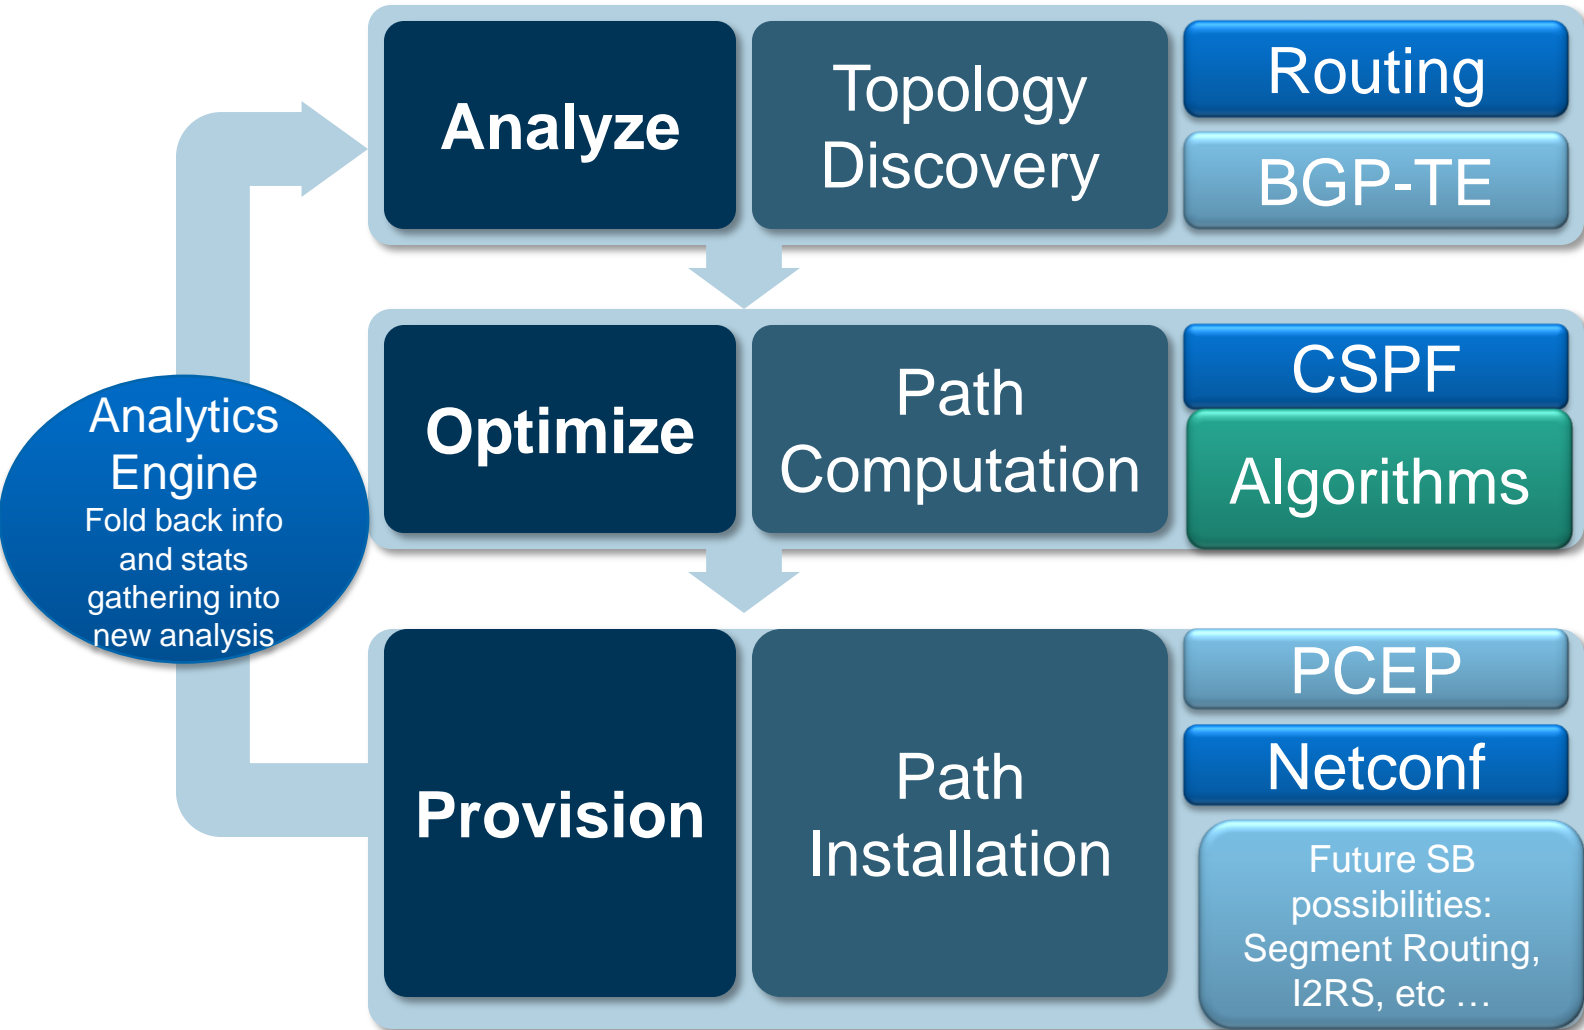 Analyze
Topology
Discovery
Routing
BGP-TE
Optimize
Path
Computation
CSPF
Algorithms
Analytics
Engine
Fold back info
and stats
gathering into
new analysis
Provision
Path
Installation
PCEP
Netconf
Future SB
possibilities:
Segment Routing,
I2RS, etc …